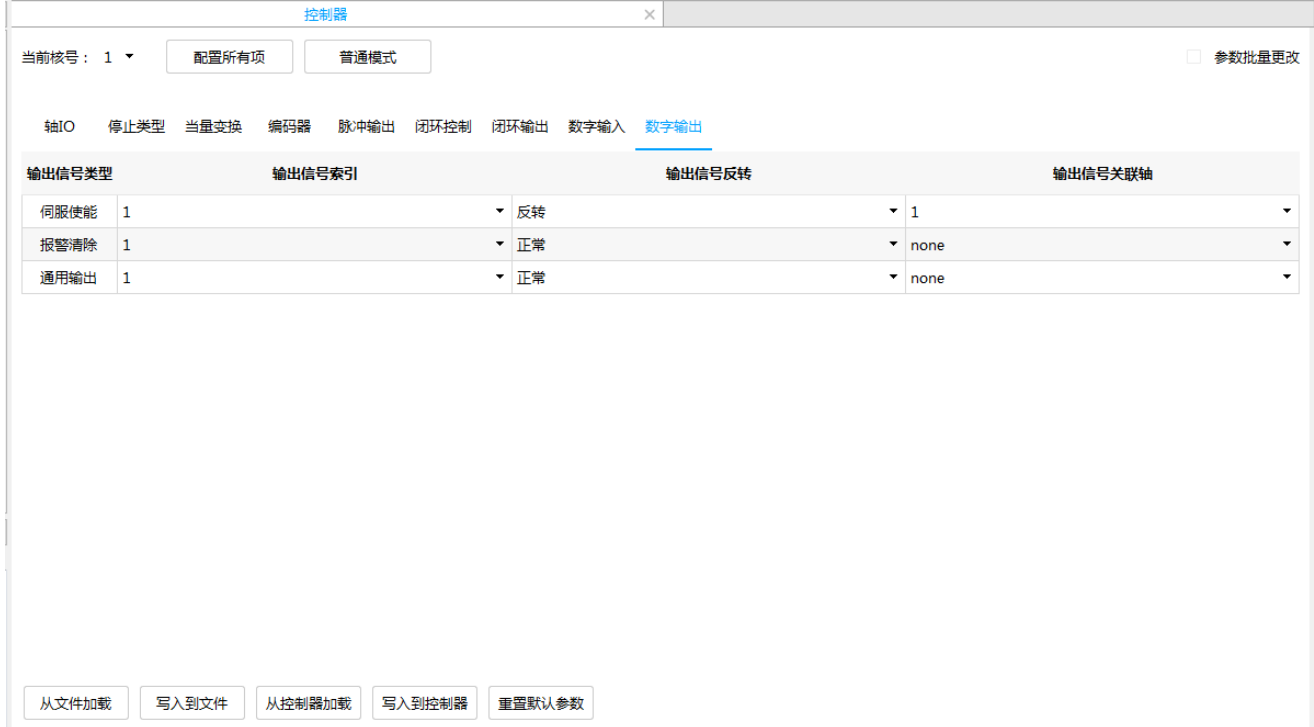 控制器
当前核号： 1 配置所有项 普通模式 参数批量更改
轴IO 停止类型 当量变换 编码器 脉冲输出 闭环控制 闭环输出 数字输入 数字输出
输出信号类型 输出信号索引 输出信号反转 输出信号关联轴
伺服使能 1 反转 1
报警清除 1 正常 none
通用输出 1 正常 none
从文件加载 写入到文件 从控制器加载 写入到控制器 重置默认参数